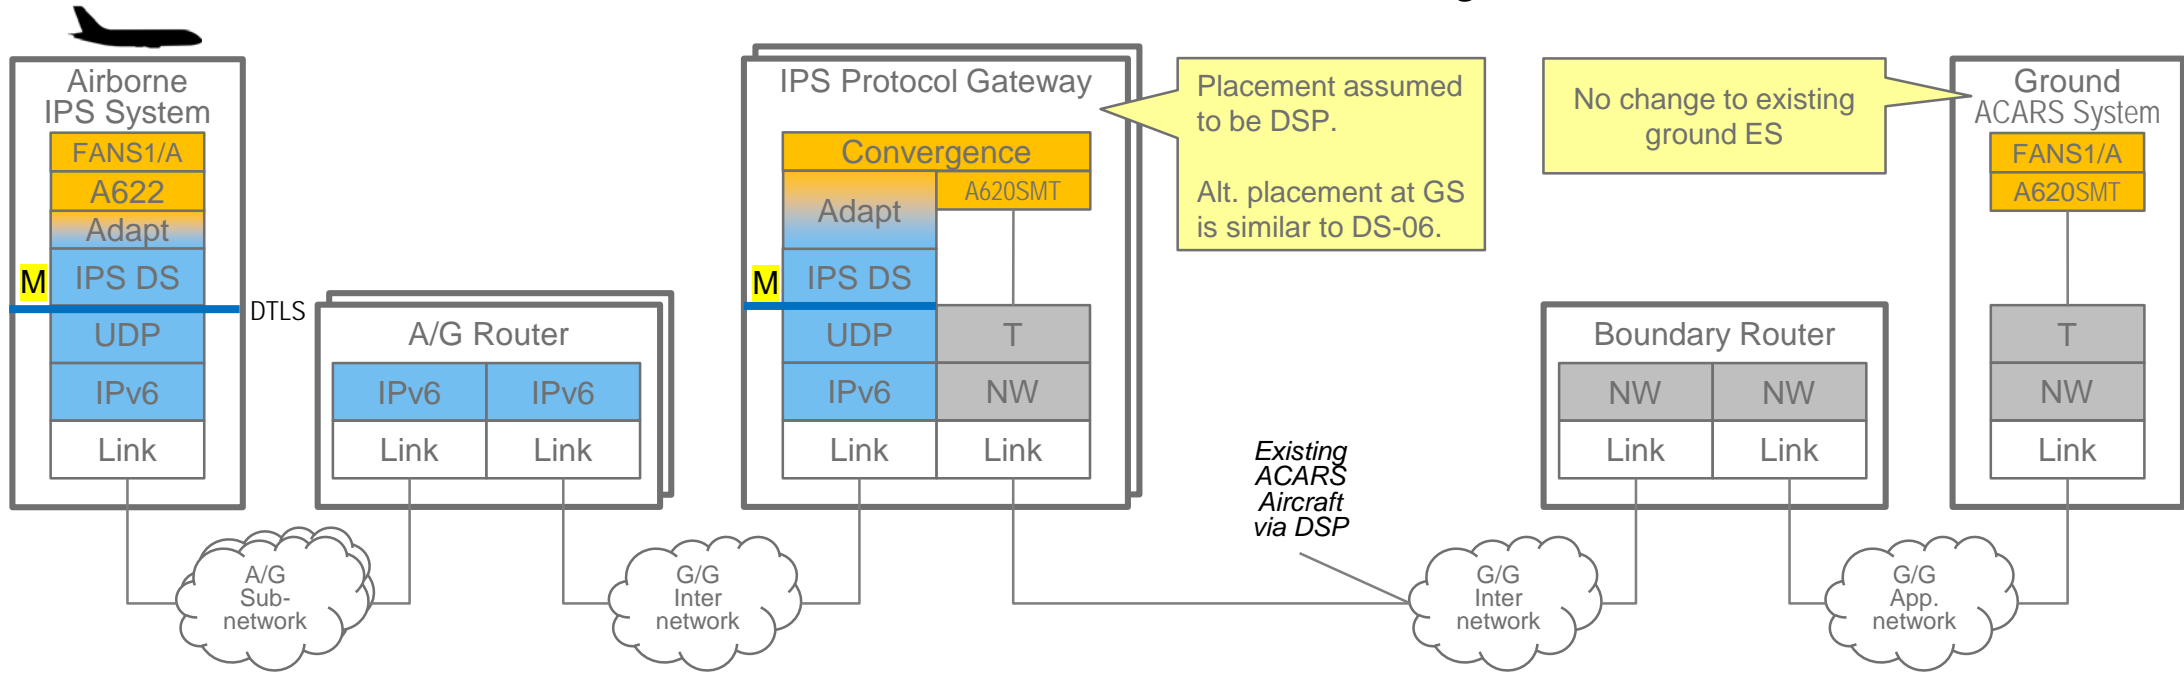 Airborne
IPS System
FANS1/A
A622
Adapt
M
IPS DS
DTLS
UDP
IPv6
Link
A/G Router
IPv6
IPv6
Link
Link
IPS Protocol Gateway
Convergence
Adapt
A620SMT
M
IPS DS
UDP
T
IPv6
NW
Link
Link
Placement assumed
to be DSP.
Alt. placement at GS
is similar to DS-06.
No change to existing
ground ES
Boundary Router
NW
NW
Link
Link
Ground
ACARS System
FANS1/A
A620SMT
T
NW
Link
Existing
ACARS
Aircraft
via DSP
A/G
Sub-
network
G/G
Inter
network
G/G
Inter
network
G/G
App.
network